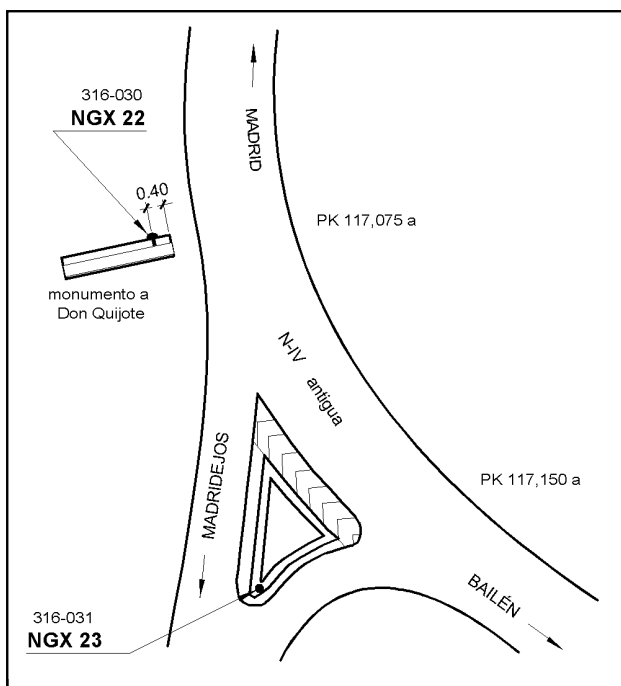 316-030
NGX 22
MADRID
0.40
PK 117,075 a
monumento a
Don Quijote
N-IV
antigua
MADRIDEJOS
PK 117,150 a
BAILÉN
316-031
NGX 23